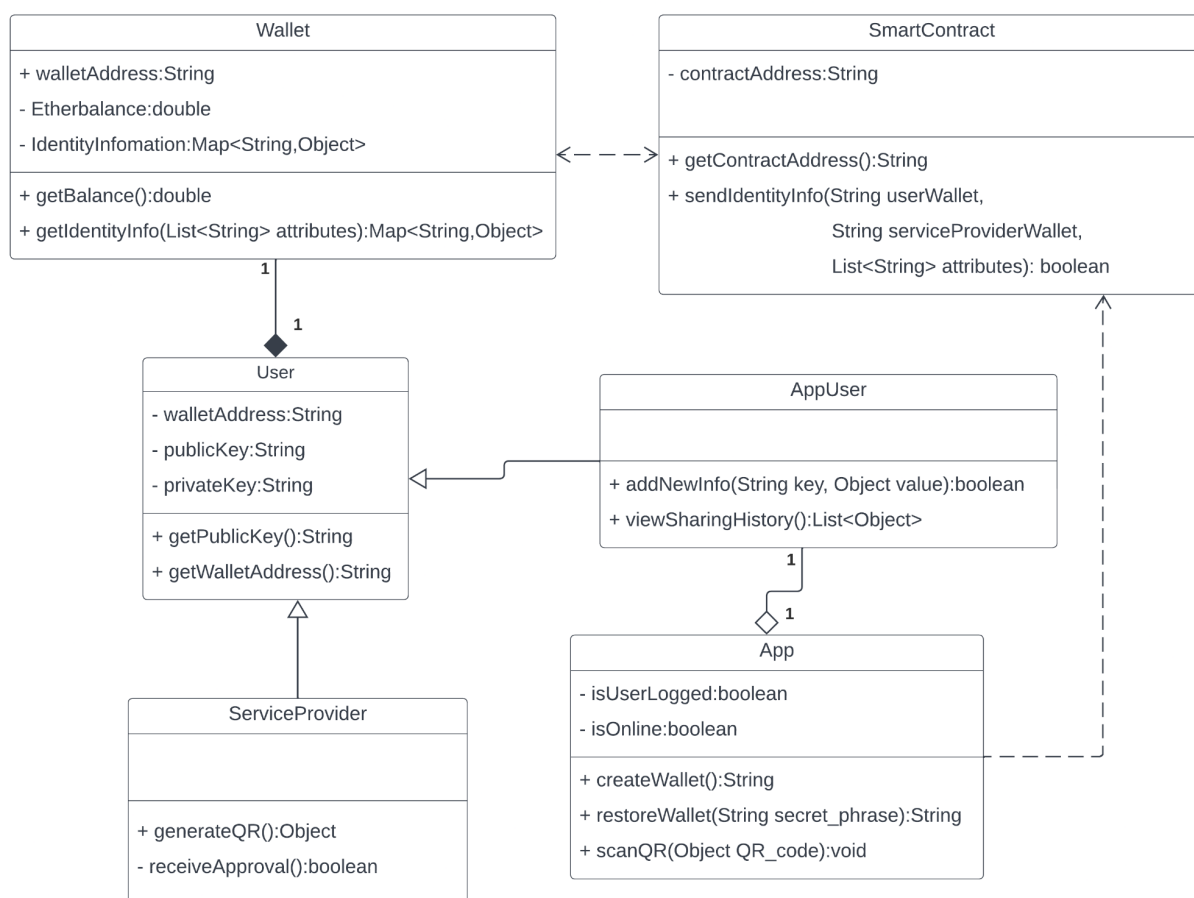 Wallet
+ walletAddress:String
- Etherbalance:double
- IdentityInfomation:Map<String,Object>
+ getBalance():double
+ getIdentityInfo(List<String> attributes):Map<String,Object>
SmartContract
- contractAddress:String
+ getContractAddress():String
+ sendIdentityInfo(String userWallet,
String serviceProviderWallet,
List<String> attributes): boolean
1
1
User
- walletAddress:String
- publicKey:String
- privateKey:String
+ getPublicKey():String
+ getWalletAddress():String
AppUser
+ addNewInfo(String key, Object value):boolean
+ viewSharingHistory():List<Object>
1
1
App
- isUserLogged:boolean
- isOnline:boolean
+ createWallet():String
+ restoreWallet(String secret_phrase):String
+ scanQR(Object QR_code):void
ServiceProvider
+ generateQR():Object
- receiveApproval():boolean